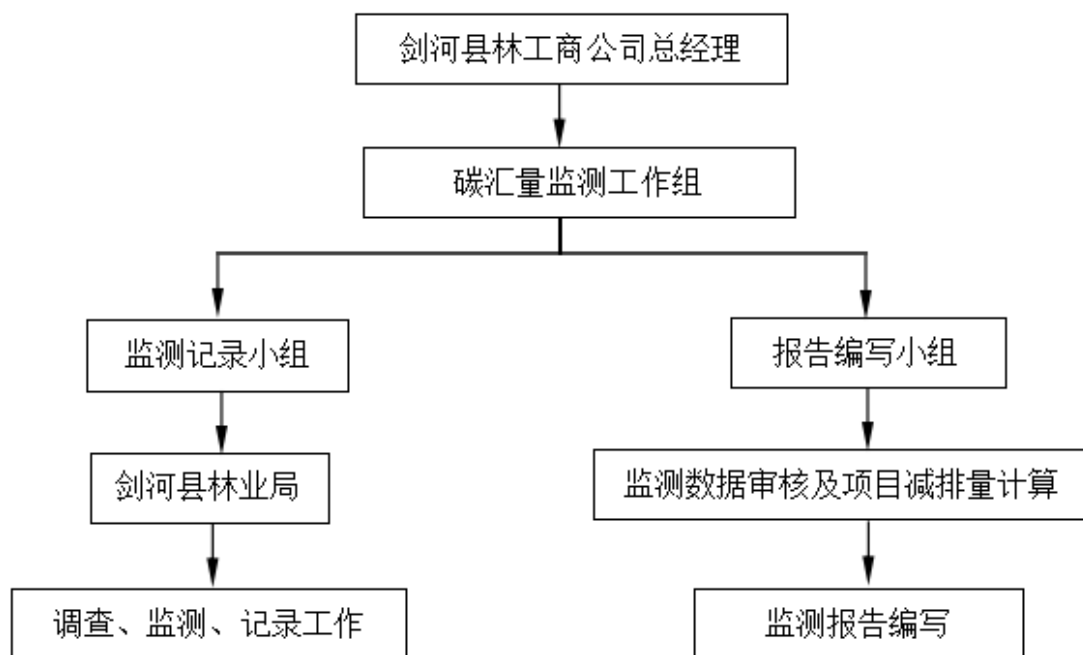 剑河县林工商公司总经理
碳汇量监测工作组
监测记录小组
报告编写小组
剑河县林业局
监测数据审核及项目减排量计算
调查、监测、记录工作
监测报告编写